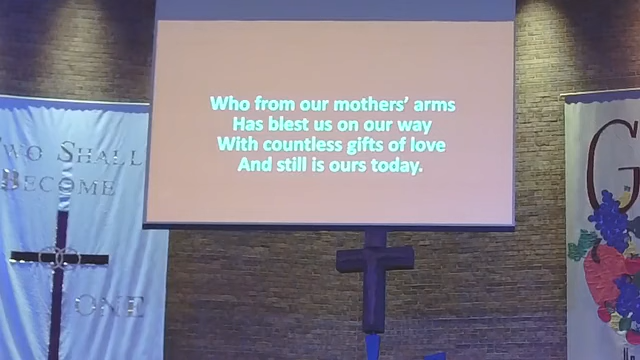 Who from our mothers' arms
Has blest us on our way
With countless gifts of love
And still is ours today.
TWO SHALL
BECOME
ONE
G